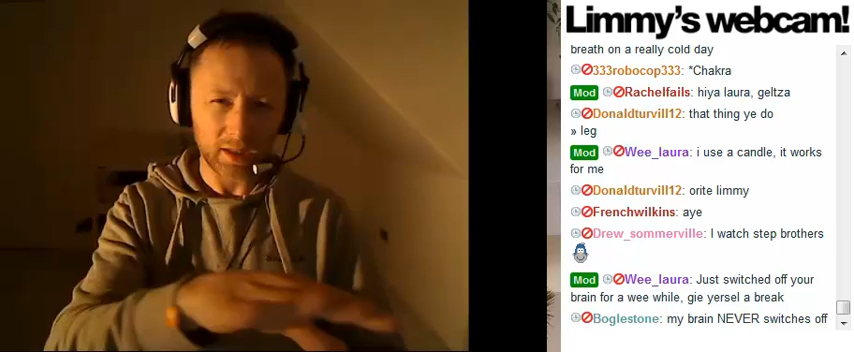 Limmy's webcam!
breath on a really cold day
333robocop333: *Chakra
Mod Rachelfails: hiya laura, geltza
Donaldturvill12: that thing ye do
» leg
Mod Wee_laura: i use a candle, it works
for me
Donaldturvill12: orite limmy
Frenchwilkins: aye
Drew_sommerville: I watch step brothers
Mod Wee_laura: Just switched off your
brain for a wee while, gie yersel a break
Boglestone: my brain NEVER switches off